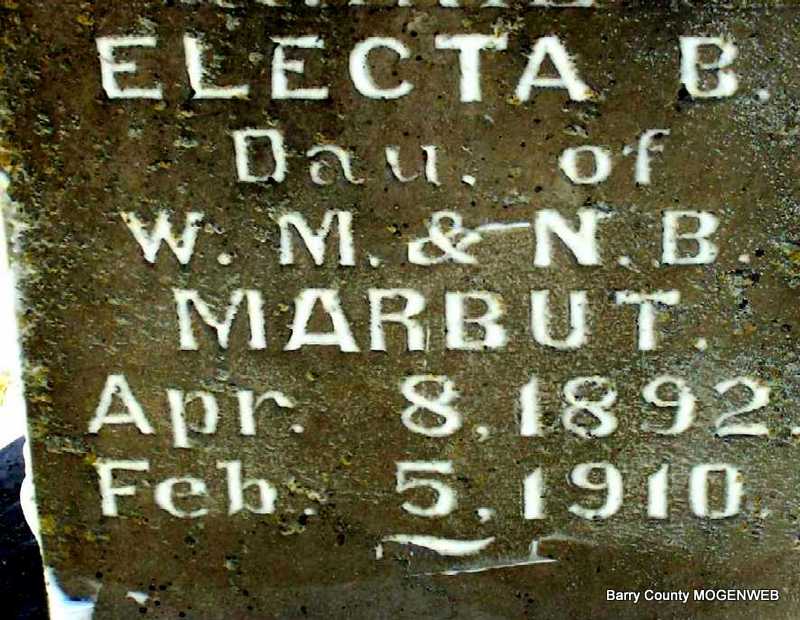 ELECTA B.
Dau. of
W. M. & N. B.
MARBUT.
Apr. 8, 1892.
Feb. 5, 1910.
Barry County MOGENWEB